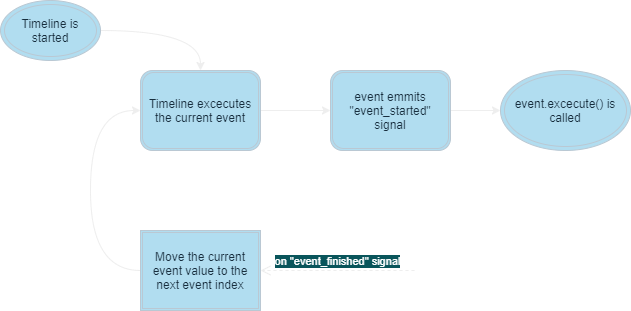 Timeline is
started
Timeline excecutes
the current event
event emmits
"event_started"
signal
event.excecute() is
called
Move the current
event value to the
next event index
on "event_finished" signal